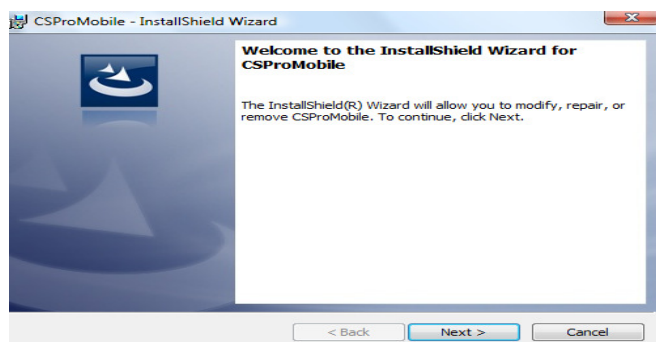 CSProMobile - InstallShield Wizard
Welcome to the InstallShield Wizard for
CSProMobile
The InstallShield(R) Wizard will allow you to modify, repair, or
remove CSProMobile. To continue, click Next.
< Back Next > Cancel